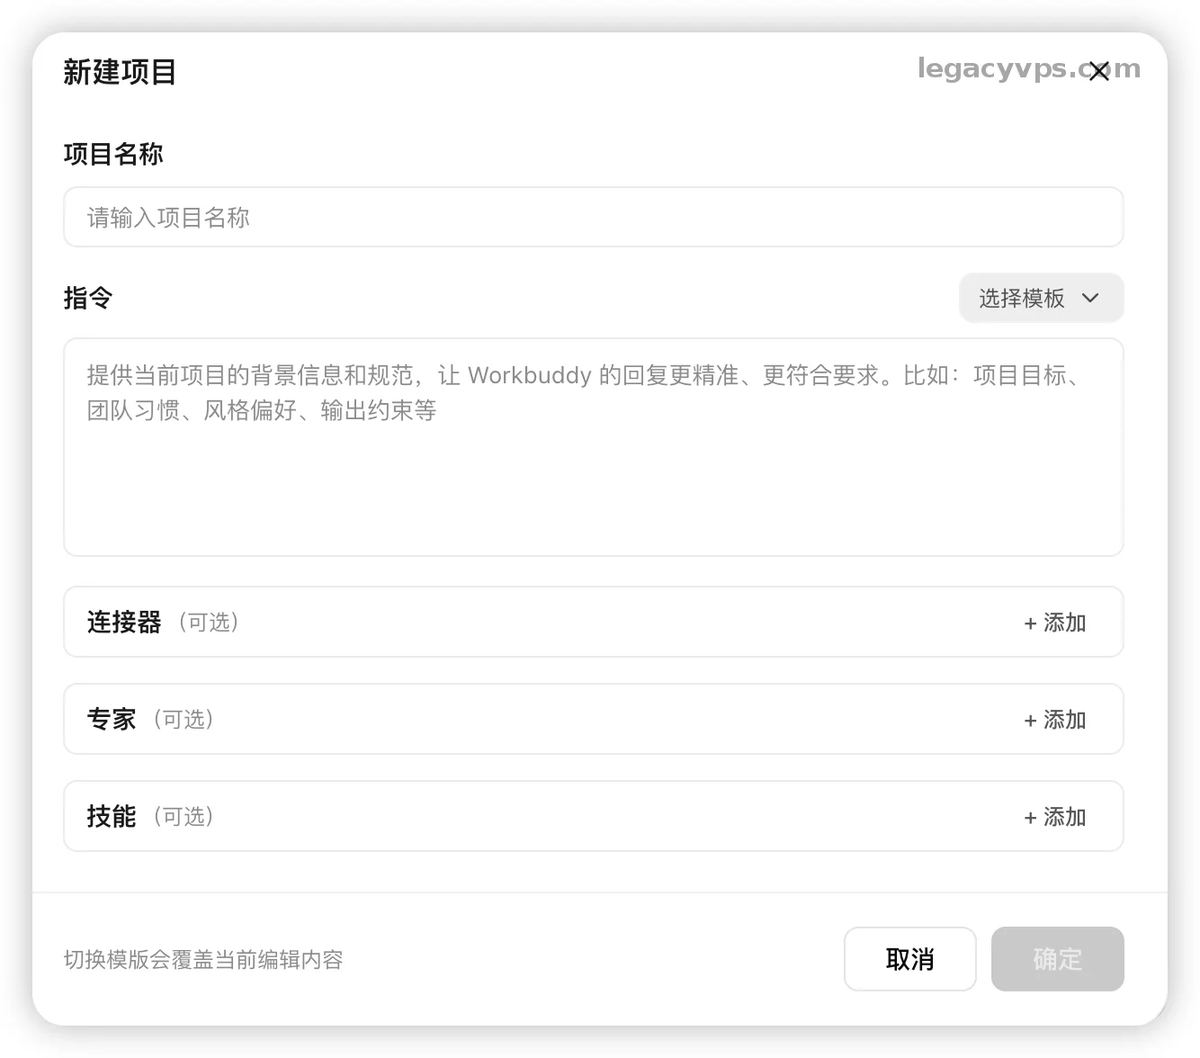 新建项目
legacyvps.com
项目名称
请输入项目名称
指令
选择模板
提供当前项目的背景信息和规范，让 Workbuddy 的回复更精准、更符合要求。比如：项目目标、
团队习惯、风格偏好、输出约束等
连接器（可选）
+ 添加
专家（可选）
+ 添加
技能（可选）
+ 添加
切换模版会覆盖当前编辑内容
取消
确定